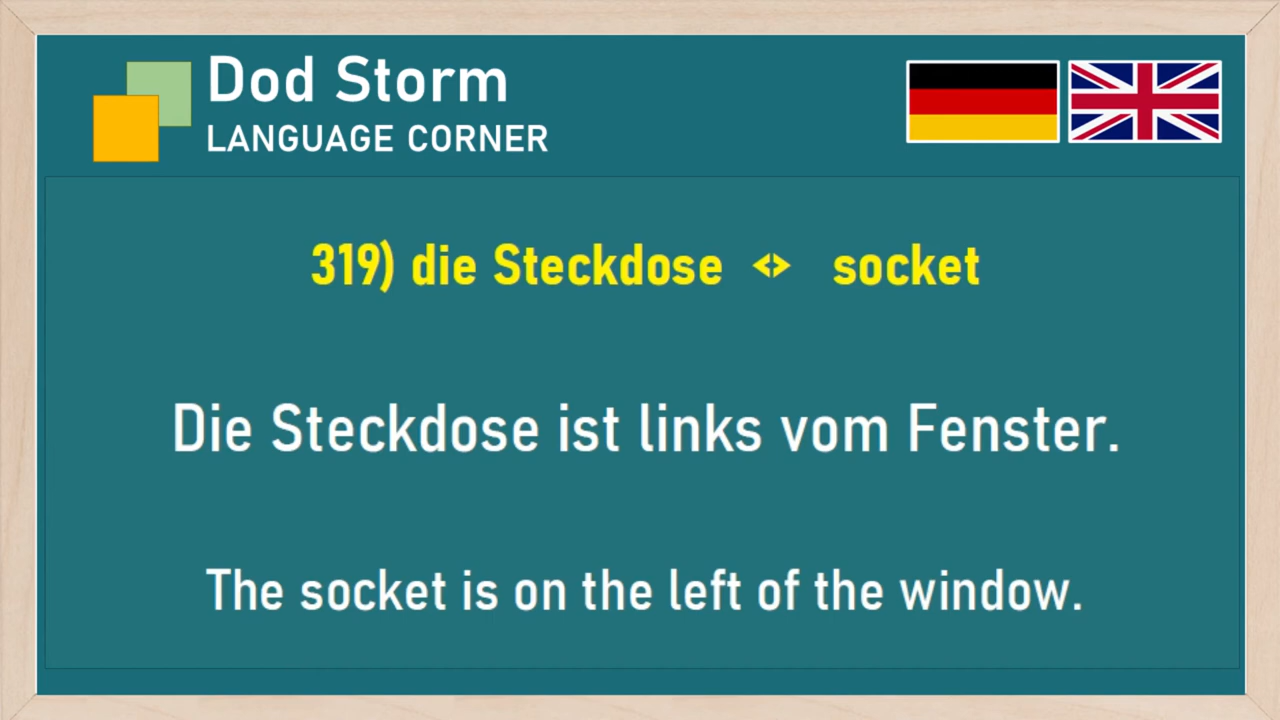 Dod Storm
LANGUAGE CORNER
319) die Steckdose <> socket
Die Steckdose ist links vom Fenster.
The socket is on the left of the window.